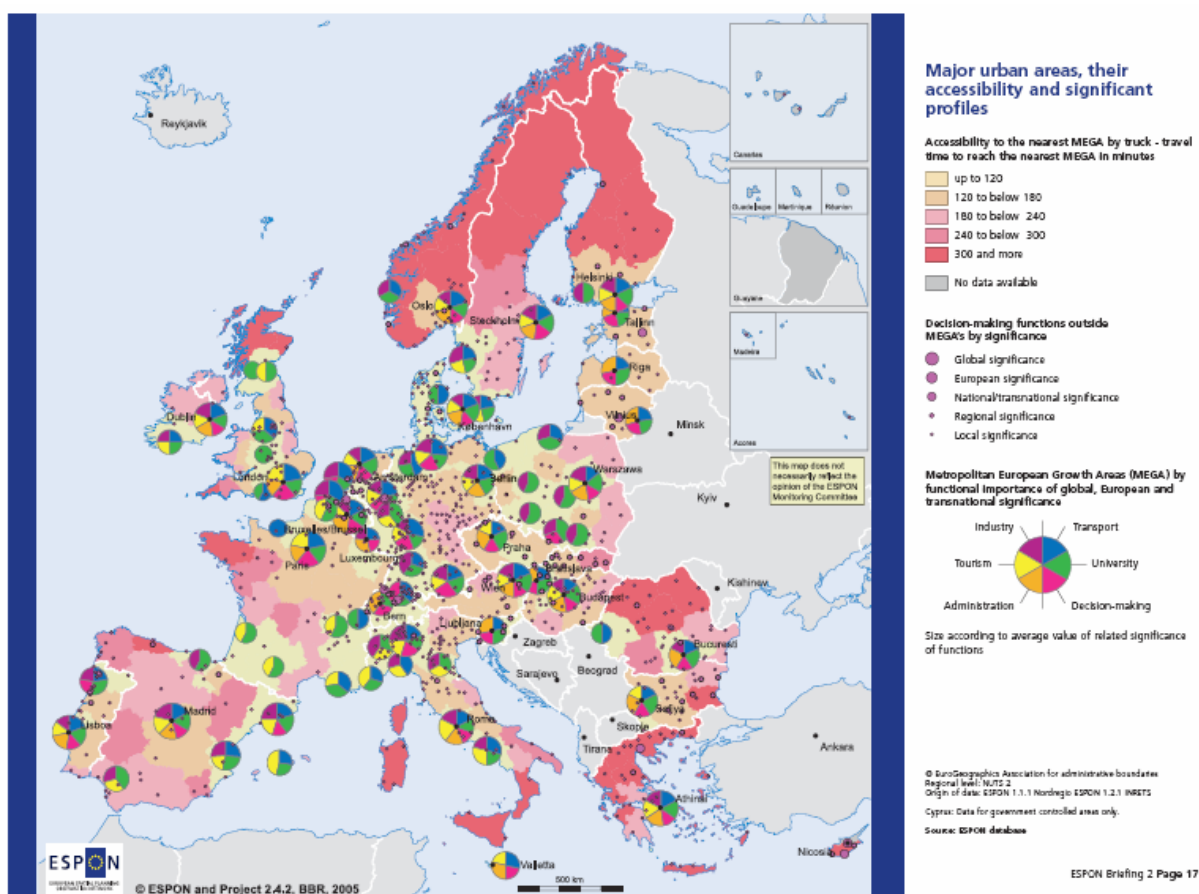 Reykjavik
Canarias
Guadeloupe
Martinique
Réunion
Guayane
Madeira
Acores
This map does not
necessarily reflect the
opinion of the ESPON
Monitoring Committee
Helsinki
Oslo
Stockholm
Tallinn
Riga
Dublin
København
Vilnius
Minsk
London
Berlin
Warszawa
Kyiv
Bruxelles/Brussel
Luxembourg
Paris
Praha
Bratislava
Wien
Budapest
Kishinev
Bern
Ljubljana
Zagreb
Bucuresti
Beograd
Sarajevo
Madrid
Lisboa
Roma
Sofiya
Skopje
Tirana
Ankara
Athinai
Valletta
Nicosia
500 km
ESPON
© ESPON and Project 2.4.2, BBR, 2005
Major urban areas, their
accessibility and significant
profiles
Accessibility to the nearest MEGA by truck - travel
time to reach the nearest MEGA in minutes
up to 120
120 to below 180
180 to below 240
240 to below 300
300 and more
No data available
Decision-making functions outside
MEGA's by significance
Global significance
European significance
National/transnational significance
Regional significance
Local significance
Metropolitan European Growth Areas (MEGA) by
functional importance of global, European and
transnational significance
Industry
Transport
Tourism
University
Administration
Decision-making
Size according to average value of related significance
of functions
© EuroGeographics Association for administrative boundaries
Regional level: NUTS 2
Origin of data: ESPON 1.1.1 Nordregio ESPON 1.2.1 INRETS
Cyprus: Data for government controlled areas only.
Source: ESPON database
ESPON Briefing 2 Page 17